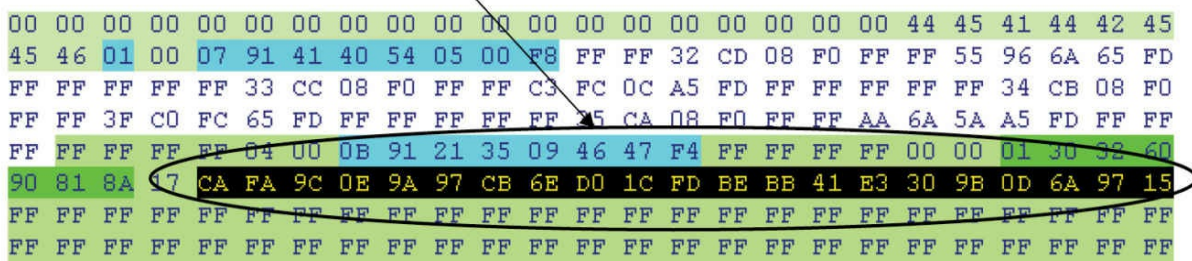 00 00 00 00 00 00 00 00 00 00 00 00 00 00 00 00 00 00 00 44 45 41 44 42 45
45 46 01 00 07 91 41 40 54 05 00 F8 FF FF 32 CD 08 F0 FF FF 55 96 6A 65 FD
FF FF FF FF FF 33 CC 08 F0 FF FF C3 FC 0C A5 FD FF FF FF FF FF 34 CB 08 F0
FF FF 3F C0 FC 65 FD FF FF FF FF FF 35 CA 08 F0 FF FF AA 6A 5A A5 FD FF FF
FF FF FF FF FF 04 00 0B 91 21 35 09 46 47 F4 FF FF FF FF 00 00 01 30 32 60
90 81 8A 17 CA FA 9C 0E 9A 97 CB 6E D0 1C FD BE BB 41 E3 30 9B 0D 6A 97 15
FF FF FF FF FF FF FF FF FF FF FF FF FF FF FF FF FF FF FF FF FF FF FF FF FF
FF FF FF FF FF FF FF FF FF FF FF FF FF FF FF FF FF FF FF FF FF FF FF FF FF